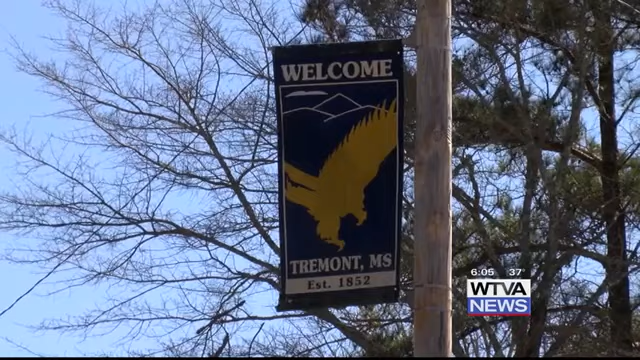 WELCOME
TREMONT, MS
Est. 1852
6:05 37°
WTVA
NEWS